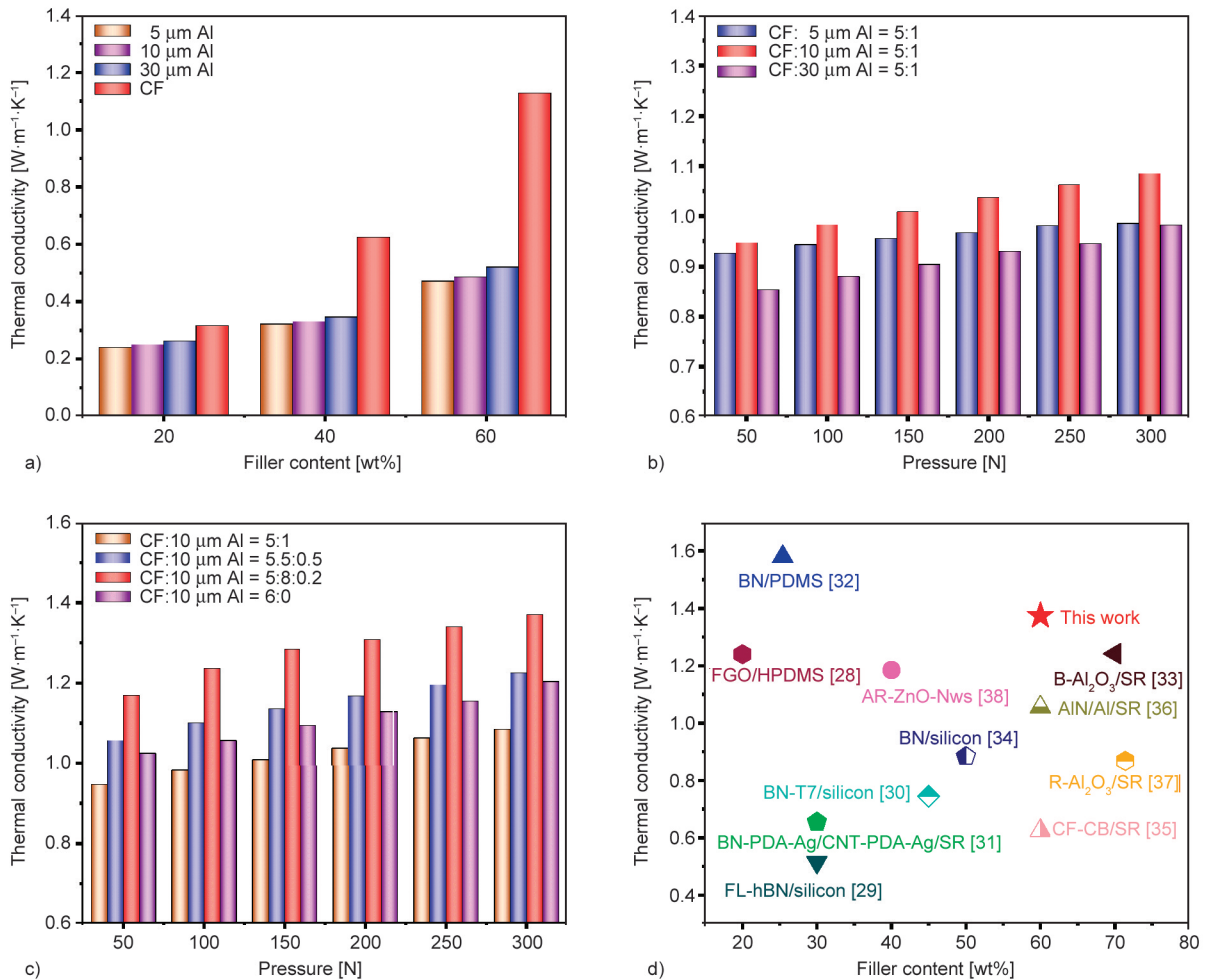 1.4
1.2
1.0
0.8
0.6
0.4
0.2
0.0
Thermal conductivity [W·m⁻¹·K⁻¹]
5 µm Al
10 µm Al
30 µm Al
CF
20
40
60
Filler content [wt%]
a)
1.4
1.3
1.2
1.1
1.0
0.9
0.8
0.7
0.6
Thermal conductivity [W·m⁻¹·K⁻¹]
CF: 5 µm Al = 5:1
CF:10 µm Al = 5:1
CF:30 µm Al = 5:1
50
100
150
200
250
300
Pressure [N]
b)
1.6
1.4
1.2
1.0
0.8
0.6
Thermal conductivity [W·m⁻¹·K⁻¹]
CF:10 µm Al = 5:1
CF:10 µm Al = 5.5:0.5
CF:10 µm Al = 5:8:0.2
CF:10 µm Al = 6:0
50
100
150
200
250
300
Pressure [N]
c)
1.6
1.4
1.2
1.0
0.8
0.6
0.4
Thermal conductivity [W·m⁻¹·K⁻¹]
BN/PDMS [32]
This work
FGO/HPDMS [28]
AR-ZnO-Nws [38]
B-Al₂O₃/SR [33]
AlN/Al/SR [36]
BN/silicon [34]
R-Al₂O₃/SR [37]
BN-T7/silicon [30]
CF-CB/SR [35]
BN-PDA-Ag/CNT-PDA-Ag/SR [31]
FL-hBN/silicon [29]
20
30
40
50
60
70
80
Filler content [wt%]
d)